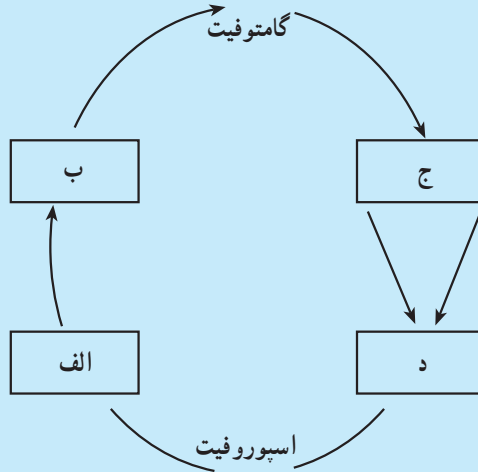 گامتوفیت
ج
ب
د
الف
اسپوروفیت